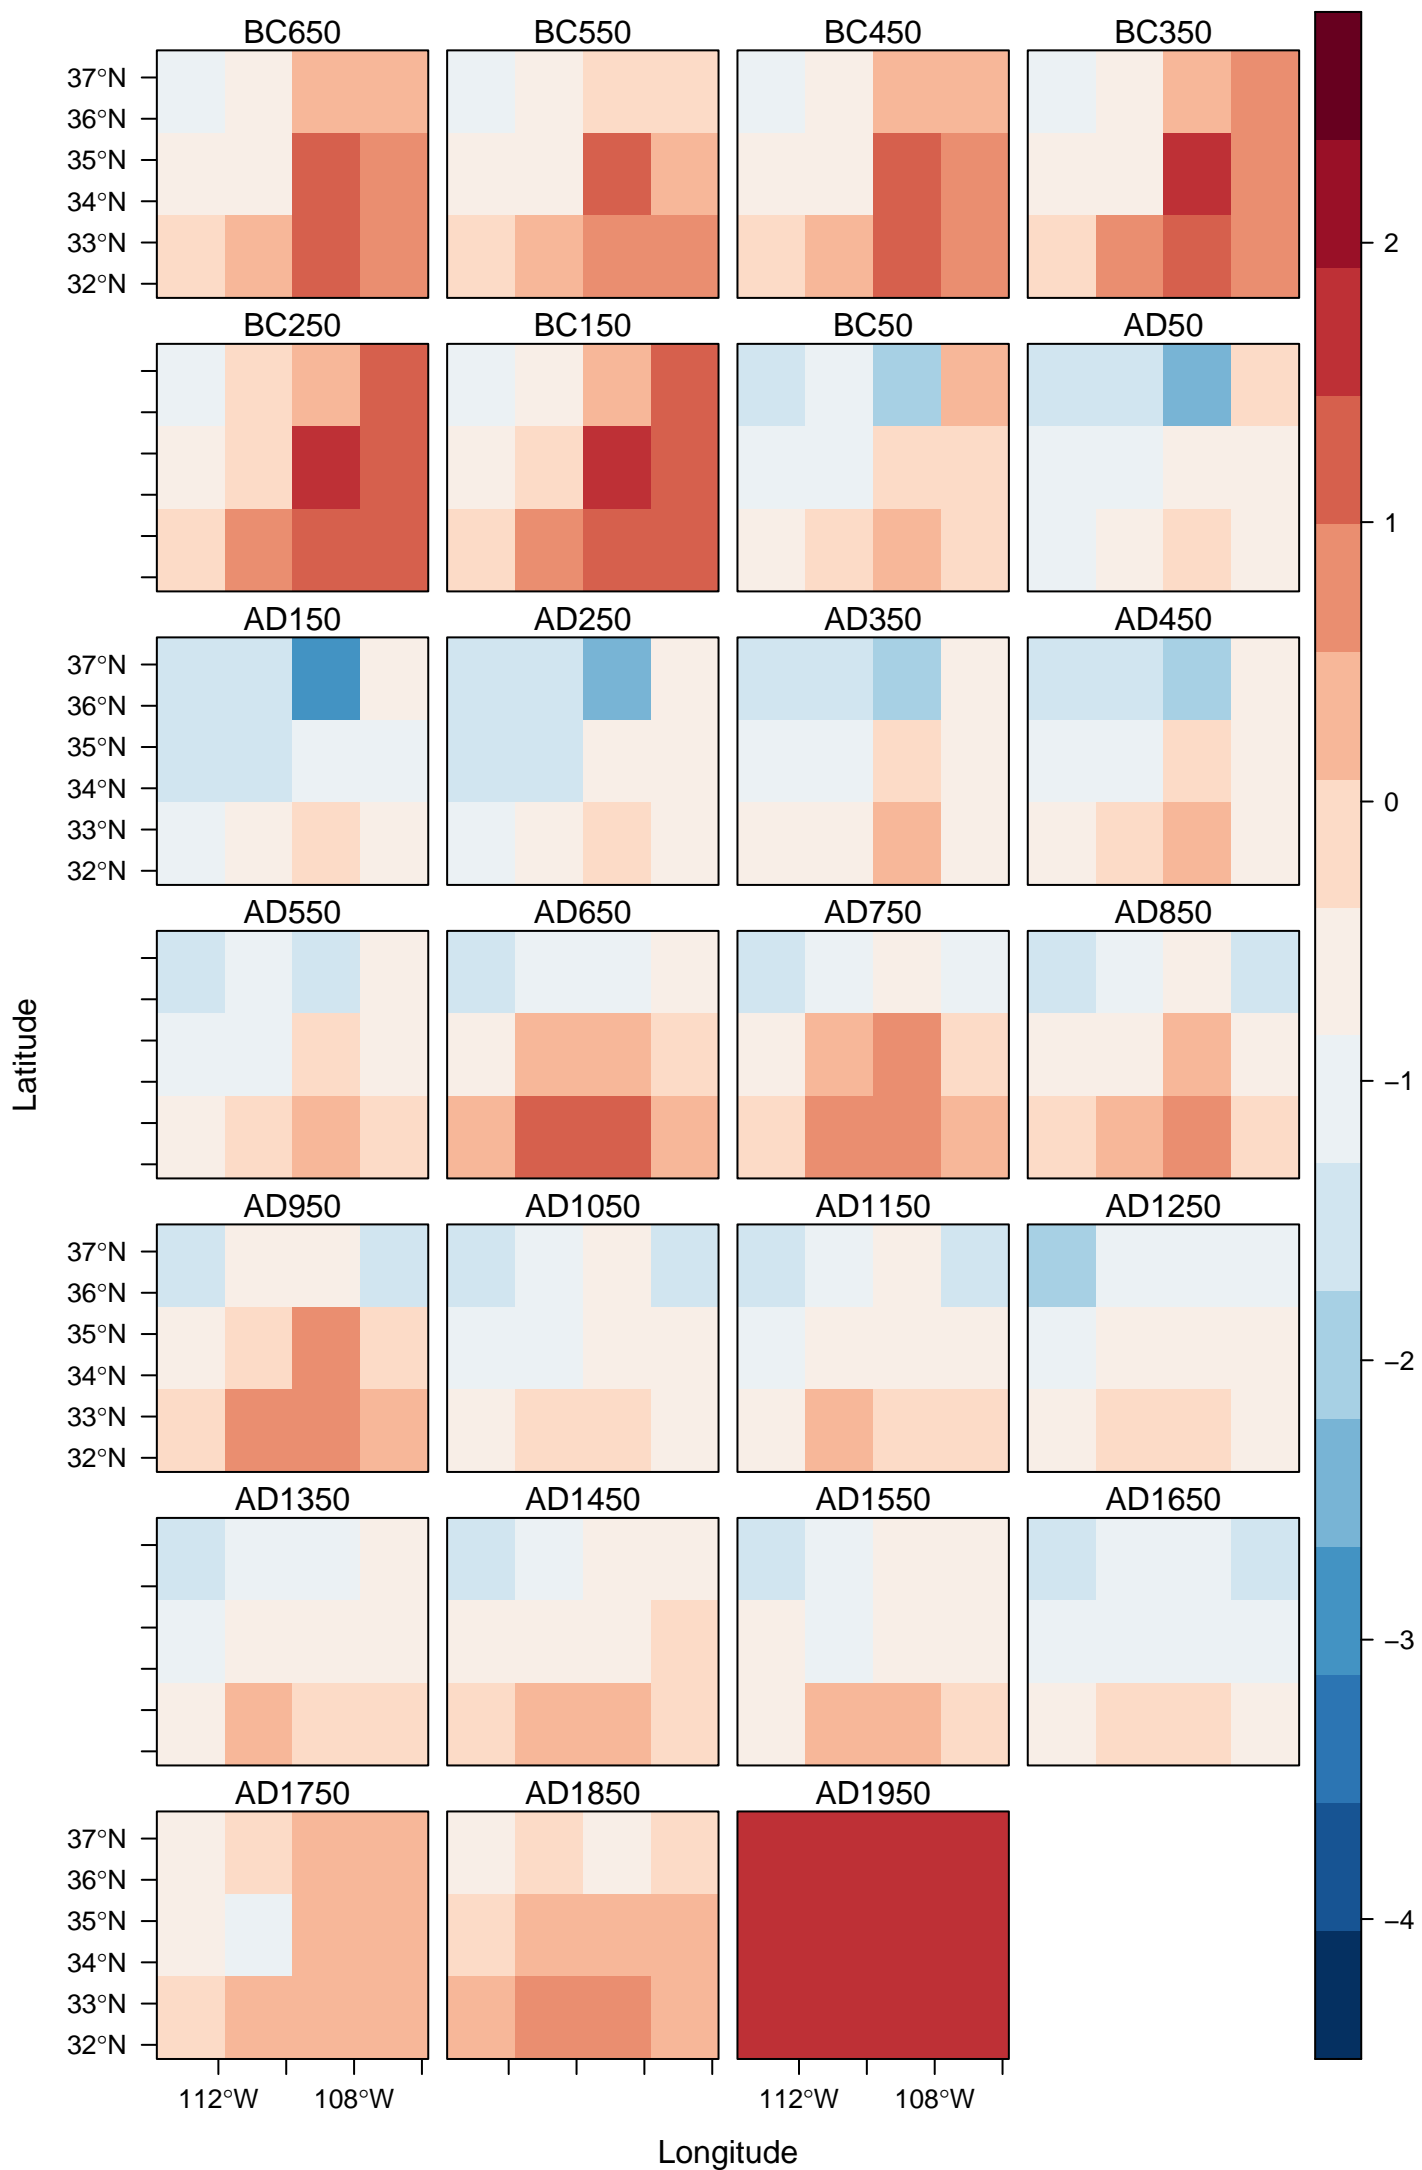 BC650 BC550 BC450 BC350
37°N
36°N
35°N
34°N
33°N
32°N
BC250 BC150 BC50 AD50
AD150 AD250 AD350 AD450
37°N
36°N
35°N
34°N
33°N
32°N
AD550 AD650 AD750 AD850
AD950 AD1050 AD1150 AD1250
37°N
36°N
35°N
34°N
33°N
32°N
AD1350 AD1450 AD1550 AD1650
AD1750 AD1850 AD1950
37°N
36°N
35°N
34°N
33°N
32°N
112°W 108°W 112°W 108°W
Longitude
Latitude
2
1
0
−1
−2
−3
−4